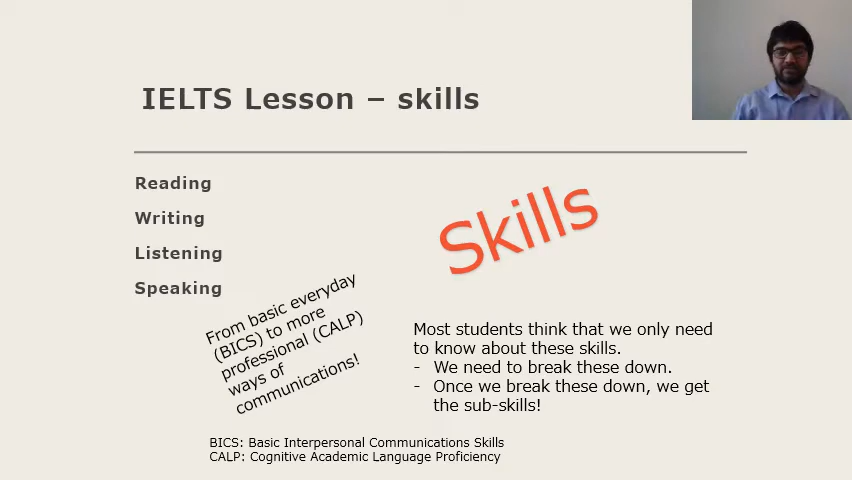 IELTS Lesson – skills
Reading
Writing
Listening
Speaking
Skills
From basic everyday
(BICS) to more
professional (CALP)
ways of
communications!
Most students think that we only need
to know about these skills.
- We need to break these down.
- Once we break these down, we get
the sub-skills!
BICS: Basic Interpersonal Communications Skills
CALP: Cognitive Academic Language Proficiency